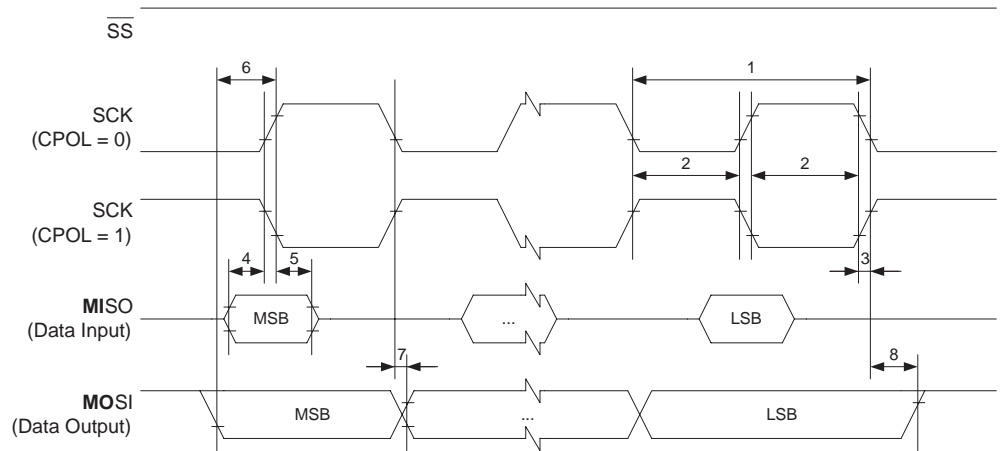 SS
6
1
SCK
(CPOL = 0)
2
2
SCK
(CPOL = 1)
4
5
3
MISO
(Data Input)
MSB
...
LSB
7
8
MOSI
(Data Output)
MSB
...
LSB